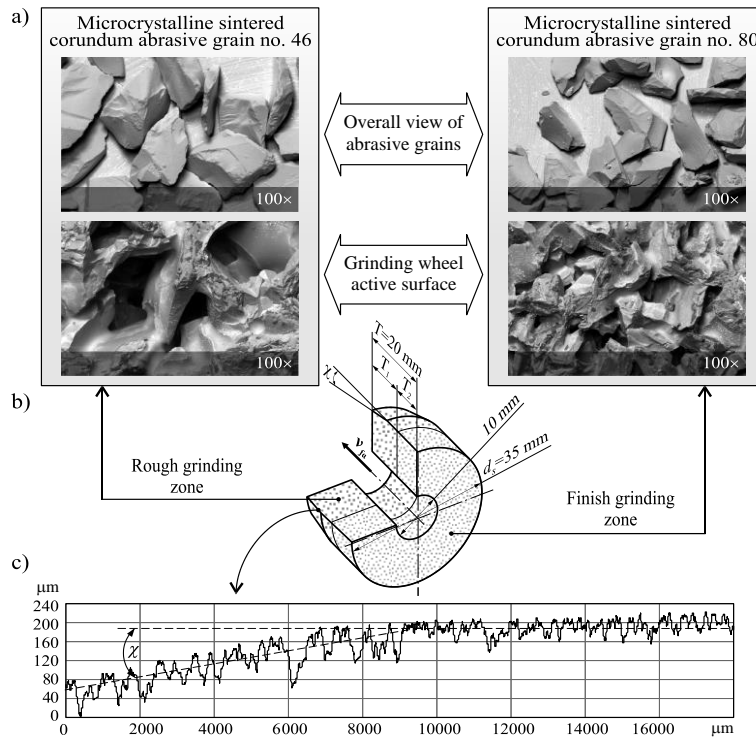 a)
Microcrystalline sintered
corundum abrasive grain no. 46
100×
100×
Overall view of
abrasive grains
Grinding wheel
active surface
Microcrystalline sintered
corundum abrasive grain no. 80
100×
100×
b)
Rough grinding
zone
χ
T=20 mm
T1
T2
vfa
10 mm
ds=35 mm
Finish grinding
zone
c)
μm
240
200
160
120
80
40
0
χ
0 2000 4000 6000 8000 10000 12000 14000 16000 μm
μm